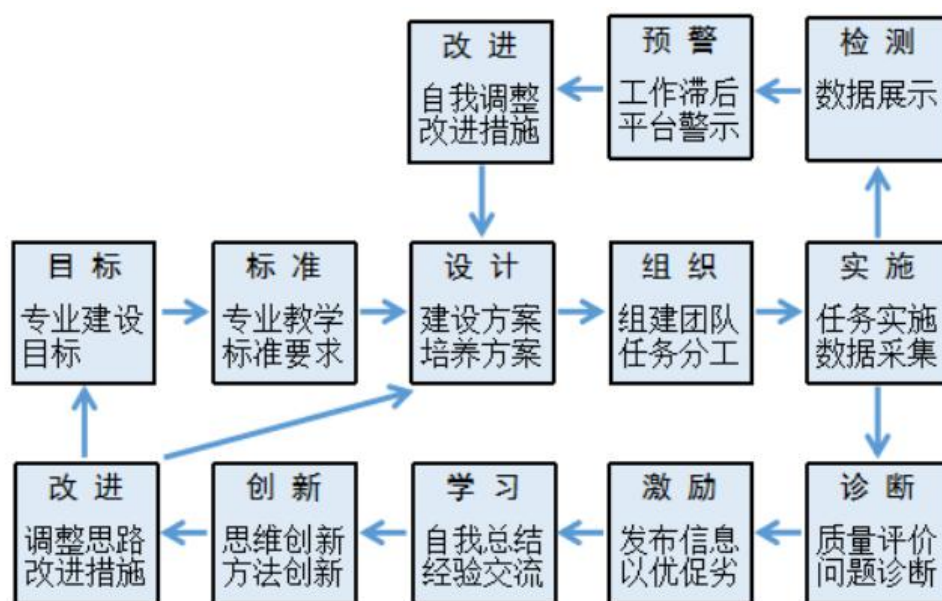 改 进
自我调整
改进措施
预 警
工作滞后
平台警示
检 测
数据展示
目 标
专业建设
目标
标 准
专业教学
标准要求
设 计
建设方案
培养方案
组 织
组建团队
任务分工
实 施
任务实施
数据采集
改 进
调整思路
改进措施
创 新
思维创新
方法创新
学 习
自我总结
经验交流
激 励
发布信息
以优促劣
诊 断
质量评价
问题诊断